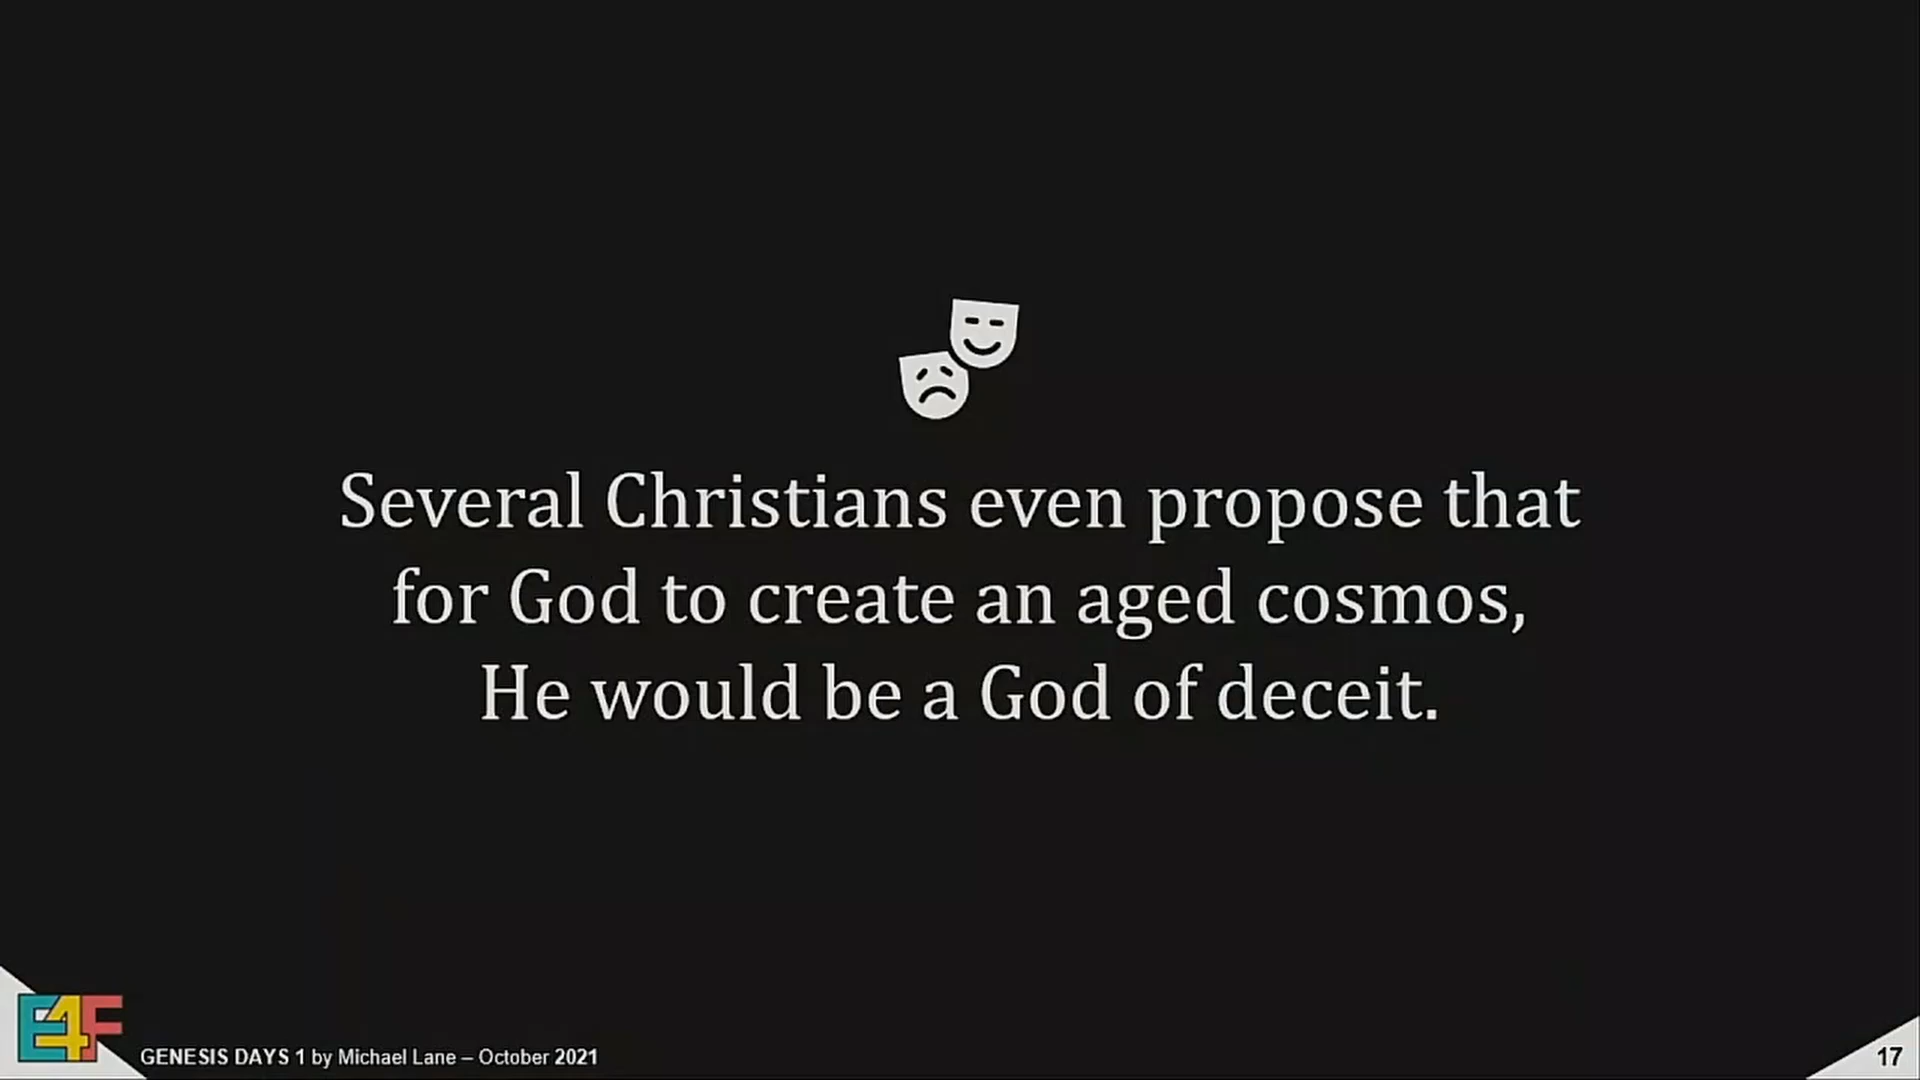 Several Christians even propose that
for God to create an aged cosmos,
He would be a God of deceit.
E4F
GENESIS DAYS 1 by Michael Lane – October 2021
17